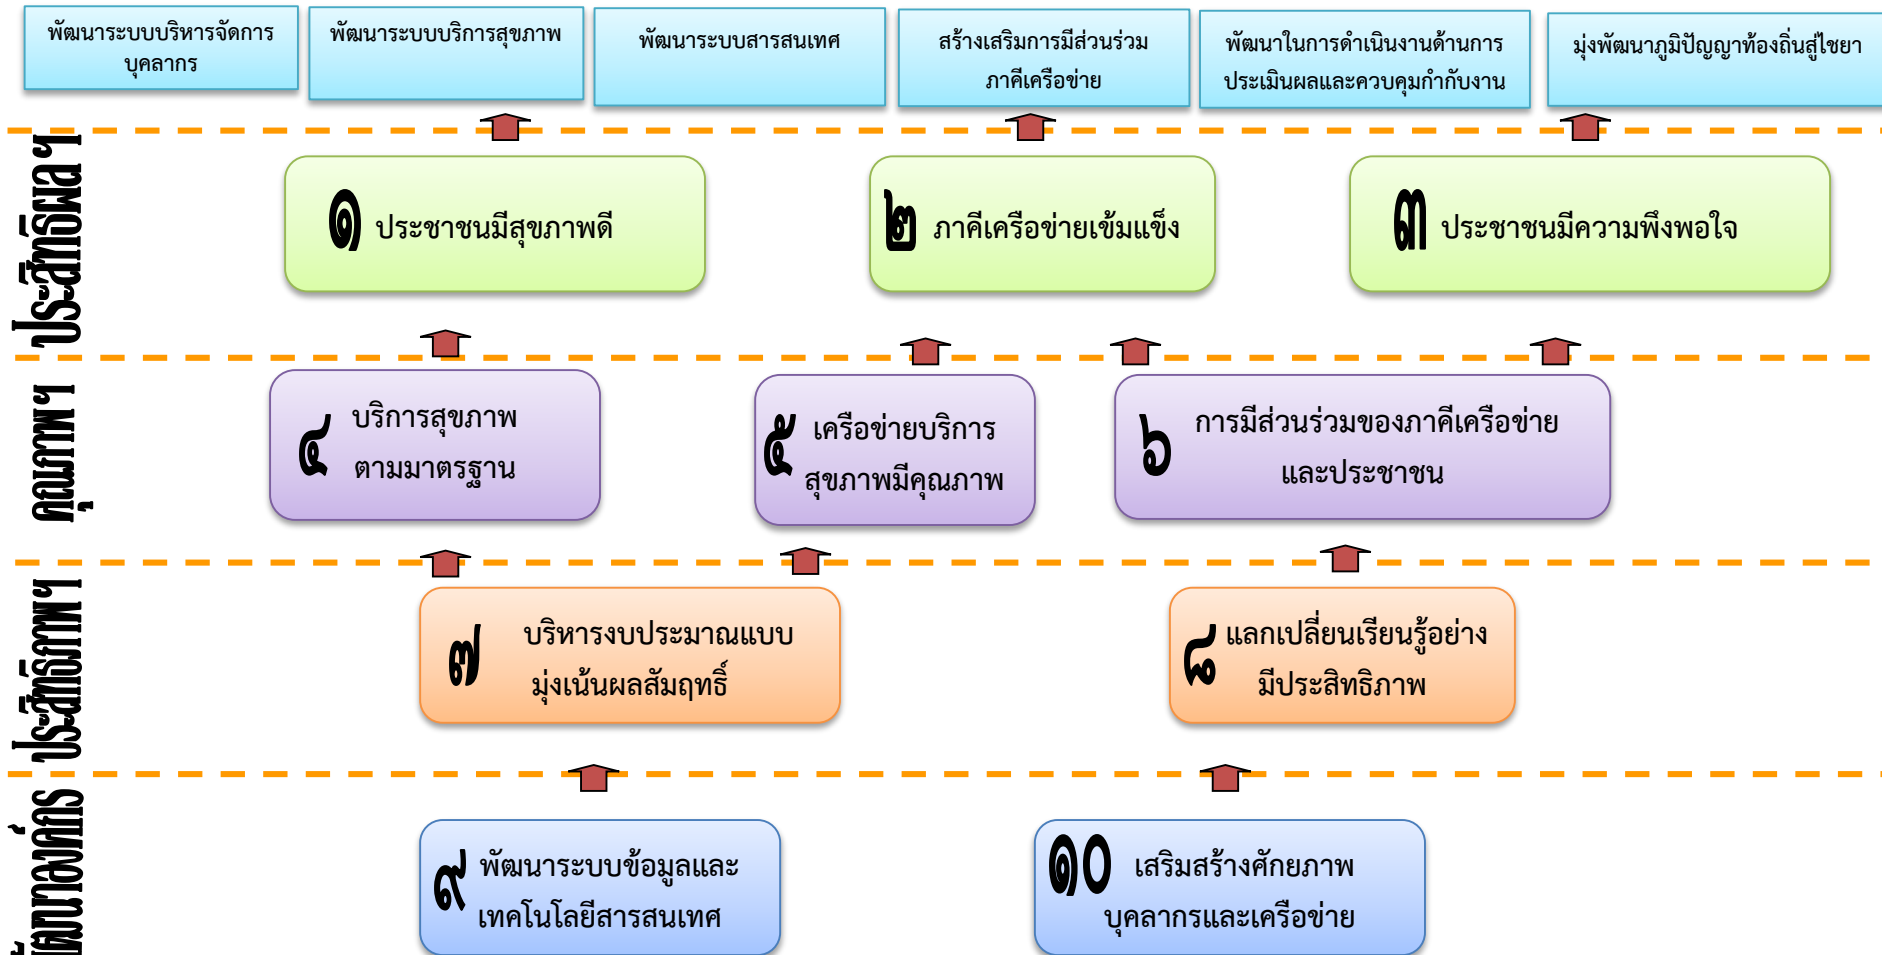 พัฒนาระบบบริหารจัดการ
บุคลากร
พัฒนาระบบบริการสุขภาพ
พัฒนาระบบสารสนเทศ
สร้างเสริมการมีส่วนร่วม
ภาคีเครือข่าย
พัฒนาในการดำเนินงานด้านการ
ประเมินผลและควบคุมกำกับงาน
มุ่งพัฒนาภูมิปัญญาท้องถิ่นสู่ไชยา
ประสิทธิผลฯ
๑ ประชาชนมีสุขภาพดี
๒ ภาคีเครือข่ายเข้มแข็ง
๓ ประชาชนมีความพึงพอใจ
คุณภาพฯ
๔ บริการสุขภาพ
ตามมาตรฐาน
๕ เครือข่ายบริการ
สุขภาพมีคุณภาพ
๖ การมีส่วนร่วมของภาคีเครือข่าย
และประชาชน
ประสิทธิภาพฯ
๗ บริหารงบประมาณแบบ
มุ่งเน้นผลสัมฤทธิ์
๘ แลกเปลี่ยนเรียนรู้อย่าง
มีประสิทธิภาพ
พัฒนาองค์กร
๙ พัฒนาระบบข้อมูลและ
เทคโนโลยีสารสนเทศ
๑๐ เสริมสร้างศักยภาพ
บุคลากรและเครือข่าย